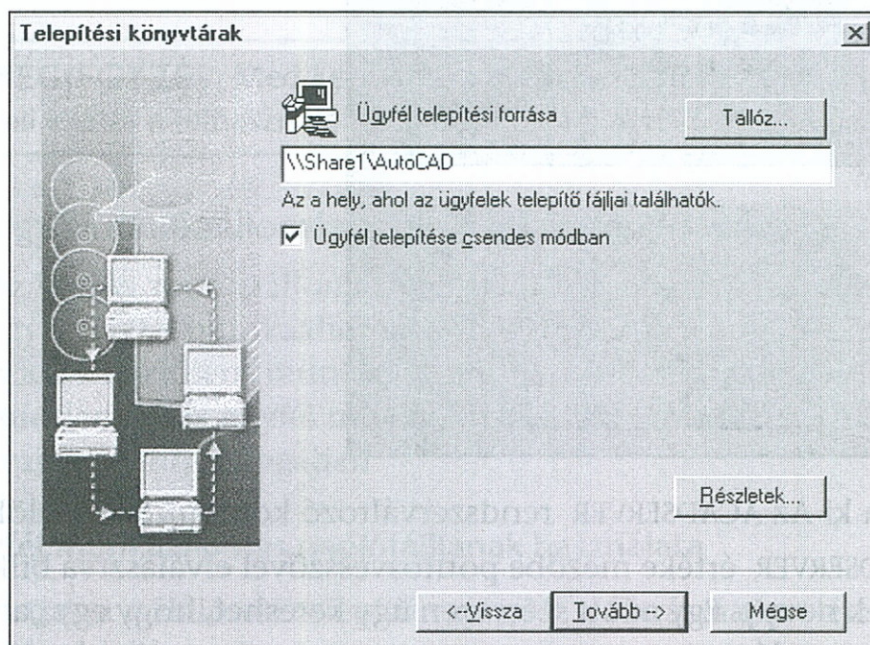 Telepítési könyvtárak
Ügyfél telepítési forrása
Tallóz...
\\Share1\AutoCAD
Az a hely, ahol az ügyfelek telepítő fájljai találhatók.
Ügyfél telepítése csendes módban
Részletek...
<--Vissza
Tovább -->
Mégse